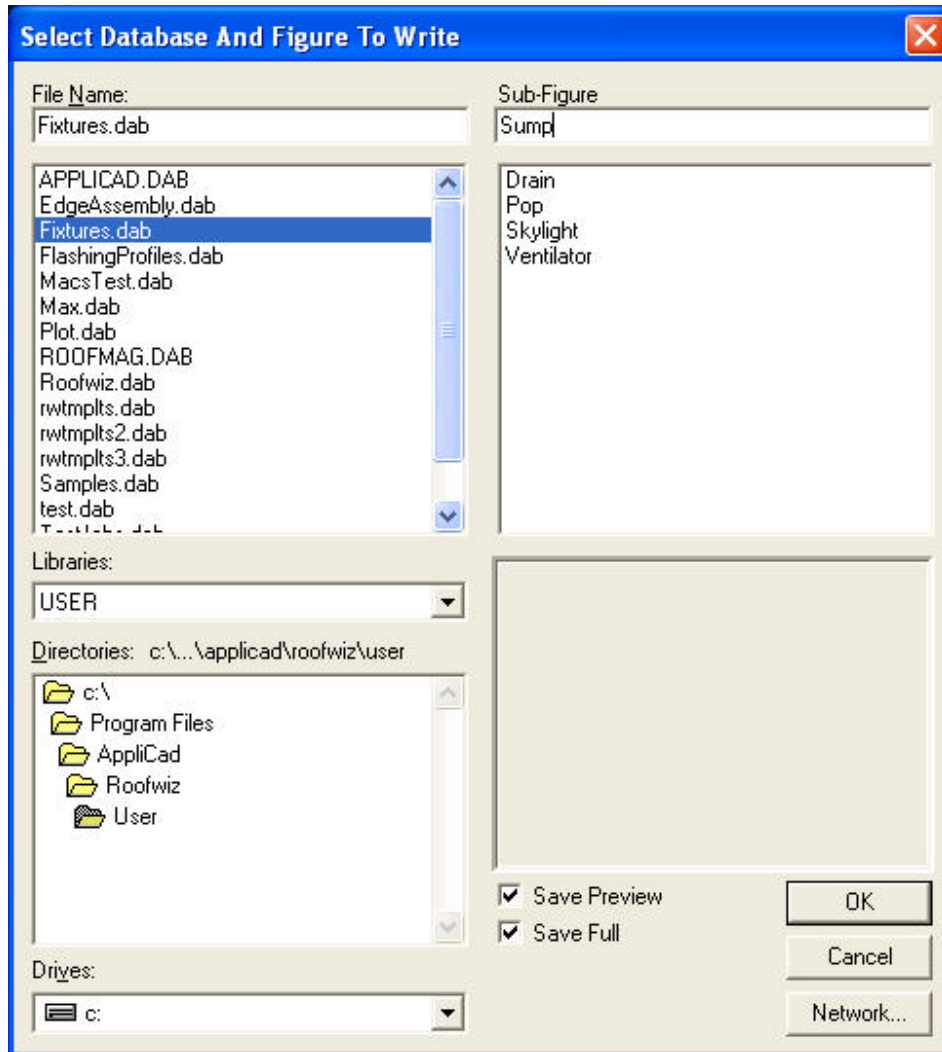 Select Database And Figure To Write
File Name:
Fixtures.dab
APPLICAD.DAB
EdgeAssembly.dab
Fixtures.dab
FlashingProfiles.dab
MacsTest.dab
Max.dab
Plot.dab
ROOFMAG.DAB
Roofwiz.dab
rwtmplts.dab
rwtmplts2.dab
rwtmplts3.dab
Samples.dab
test.dab
Libraries:
USER
Directories: c:\...\applicad\roofwiz\user
c:\
Program Files
AppliCad
Roofwiz
User
Drives:
c:
Sub-Figure
Sump
Drain
Pop
Skylight
Ventilator
Save Preview
Save Full
OK
Cancel
Network...